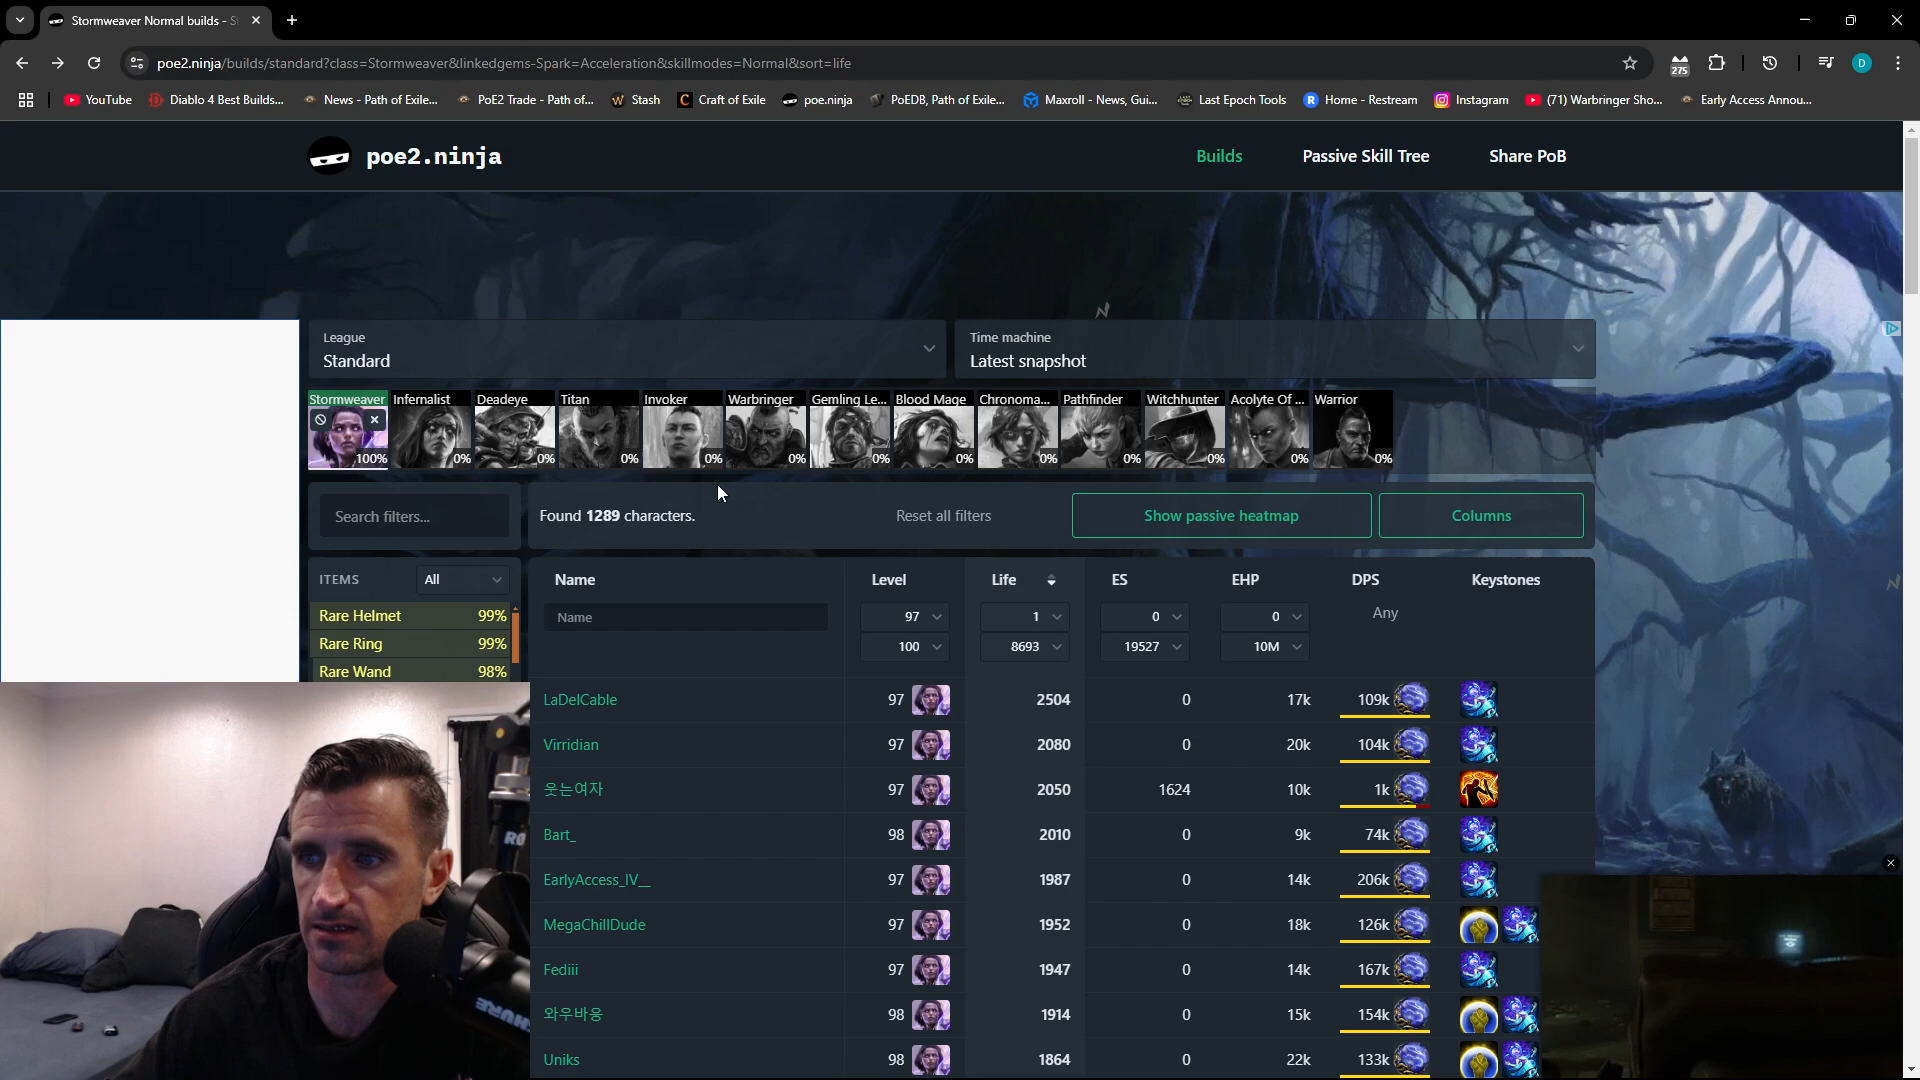 Stormweaver Normal builds - S
poe2.ninja/builds/standard?class=Stormweaver&linkedgems-Spark=Acceleration&skillmodes=Normal&sort=life
275
D
YouTube
Diablo 4 Best Builds...
News - Path of Exile...
PoE2 Trade - Path of...
Stash
Craft of Exile
poe.ninja
PoEDB, Path of Exile...
Maxroll - News, Gui...
Last Epoch Tools
Home - Restream
Instagram
(71) Warbringer Sho...
Early Access Annou...
poe2.ninja
Builds
Passive Skill Tree
Share PoB
League
Standard
Time machine
Latest snapshot
Stormweaver Infernalist Deadeye Titan Invoker Warbringer Gemling Le... Blood Mage Chronoma... Pathfinder Witchhunter Acolyte Of ... Warrior
100% 0% 0% 0% 0% 0% 0% 0% 0% 0% 0% 0% 0%
Search filters...
Found 1289 characters.
Reset all filters
Show passive heatmap
Columns
ITEMS All
Rare Helmet 99%
Rare Ring 99%
Rare Wand 98%
Name Level Life ES EHP DPS Keystones
Name 97 1 0 0 Any
100 8693 19527 10M
LaDelCable 97 2504 0 17k 109k
Virridian 97 2080 0 20k 104k
웃는여자 97 2050 1624 10k 1k
Bart_ 98 2010 0 9k 74k
EarlyAccess_IV__ 97 1987 0 14k 206k
MegaChillDude 97 1952 0 18k 126k
Fediii 97 1947 0 14k 167k
와우바웅 98 1914 0 15k 154k
Uniks 98 1864 0 22k 133k
RØ
SHURE